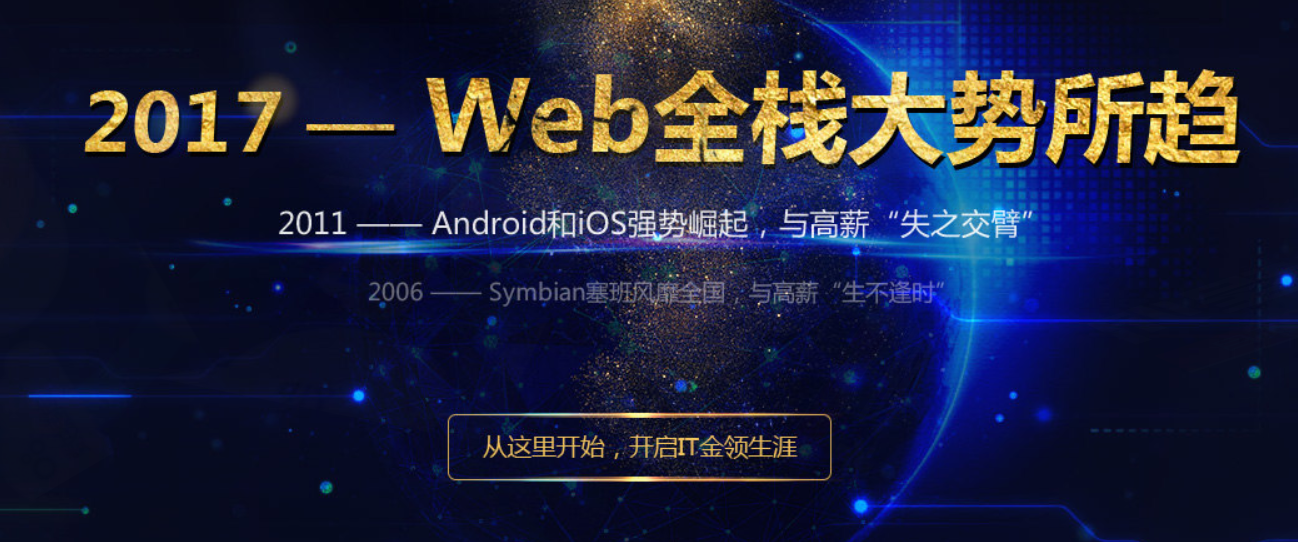 2017 — Web全栈大势所趋
2011 —— Android和iOS强势崛起，与高薪“失之交臂”
2006 —— Symbian塞班风靡全国，与高薪“生不逢时”
从这里开始，开启IT金领生涯